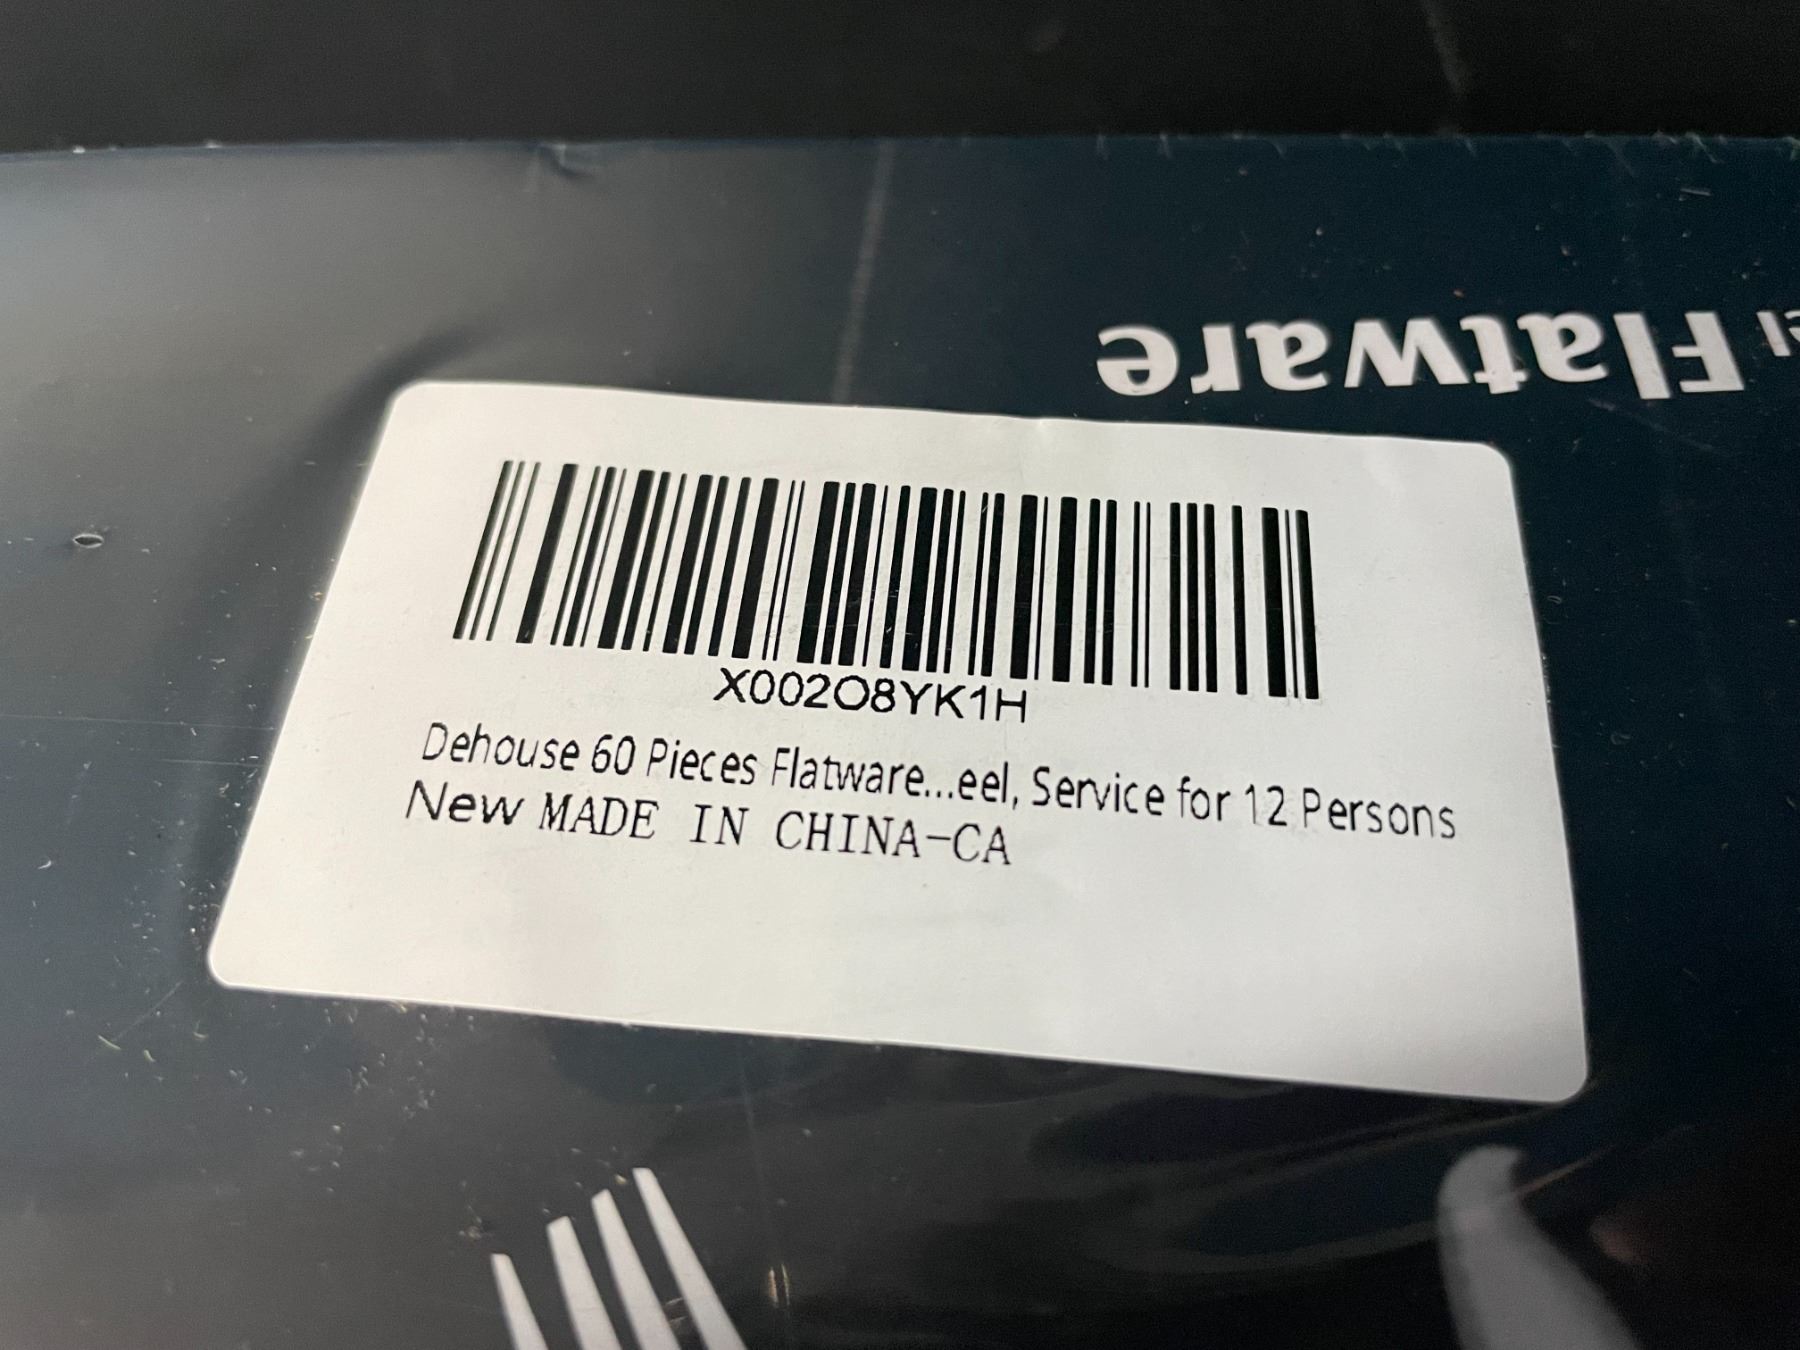 Flatware
X002O8YK1H
Dehouse 60 Pieces Flatware...eel, Service for 12 Persons
New MADE IN CHINA-CA